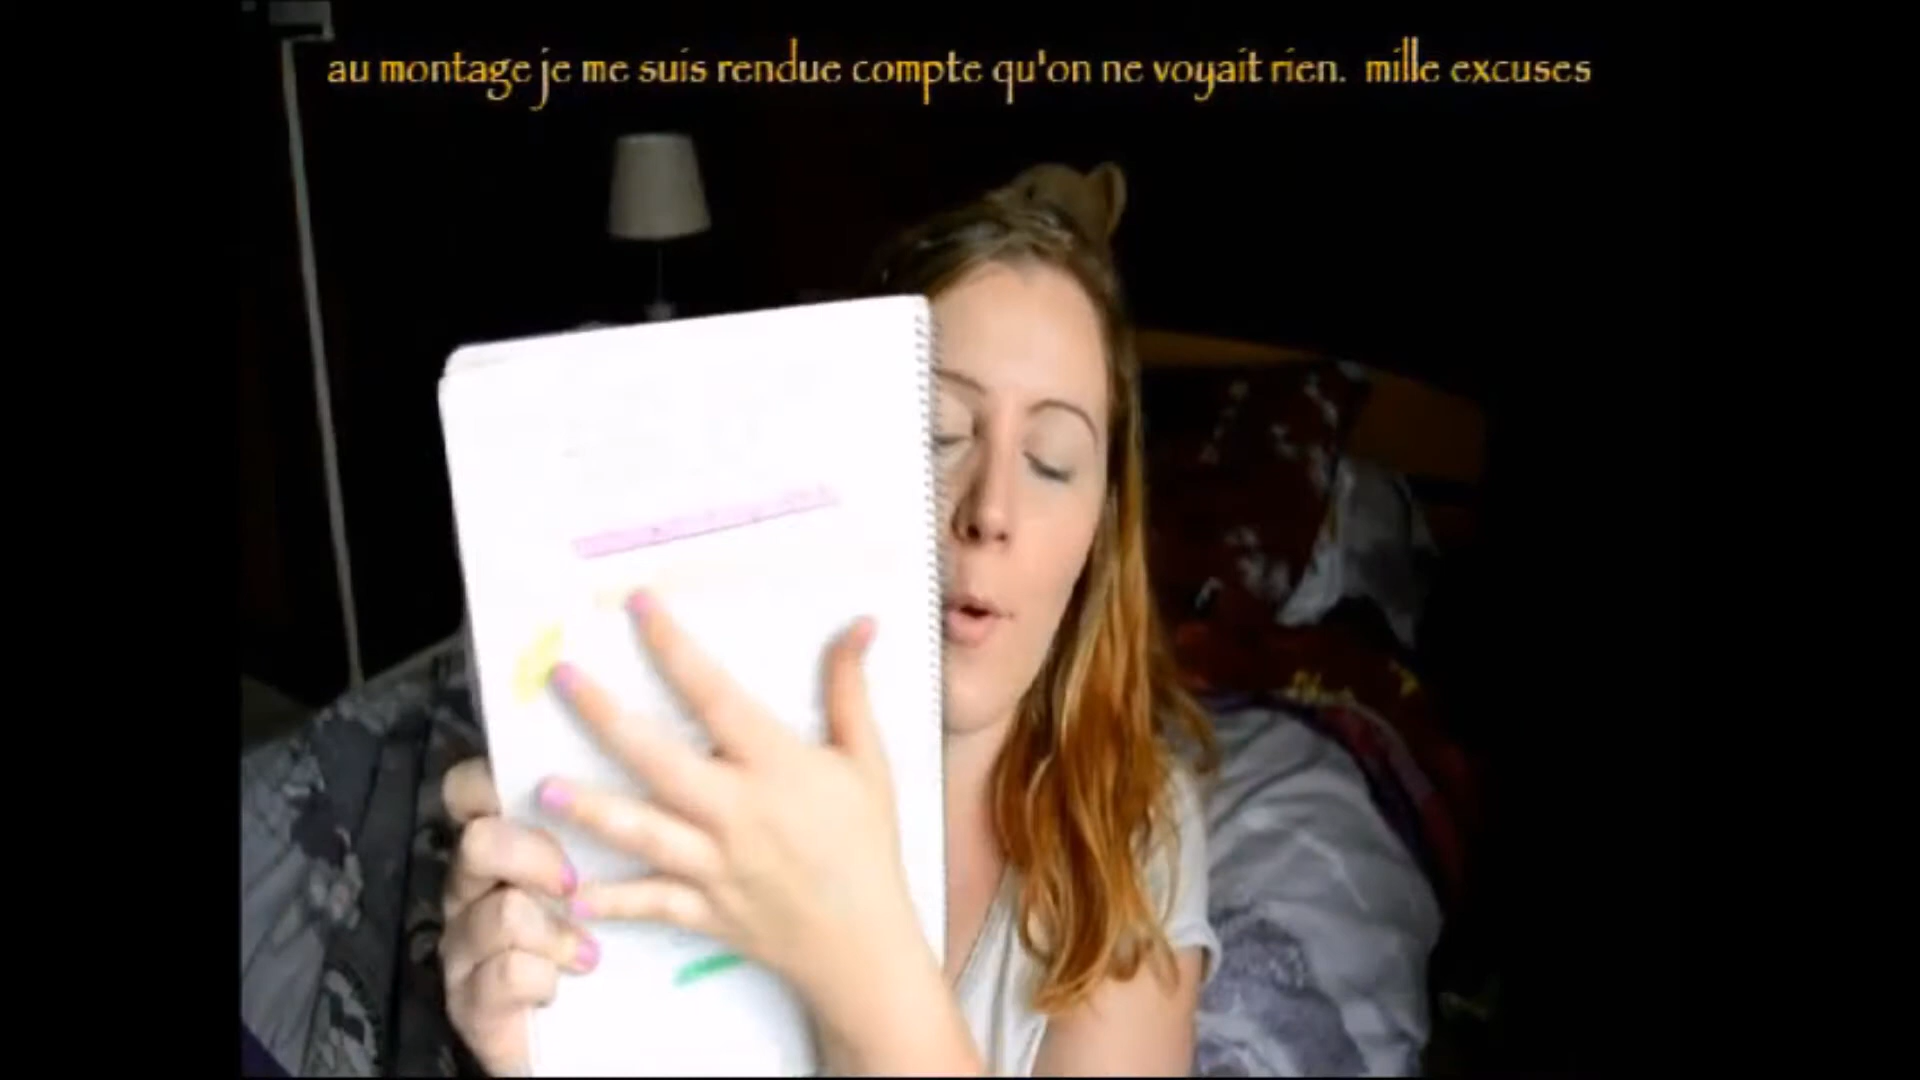 au montage je me suis rendue compte qu'on ne voyait rien. mille excuses